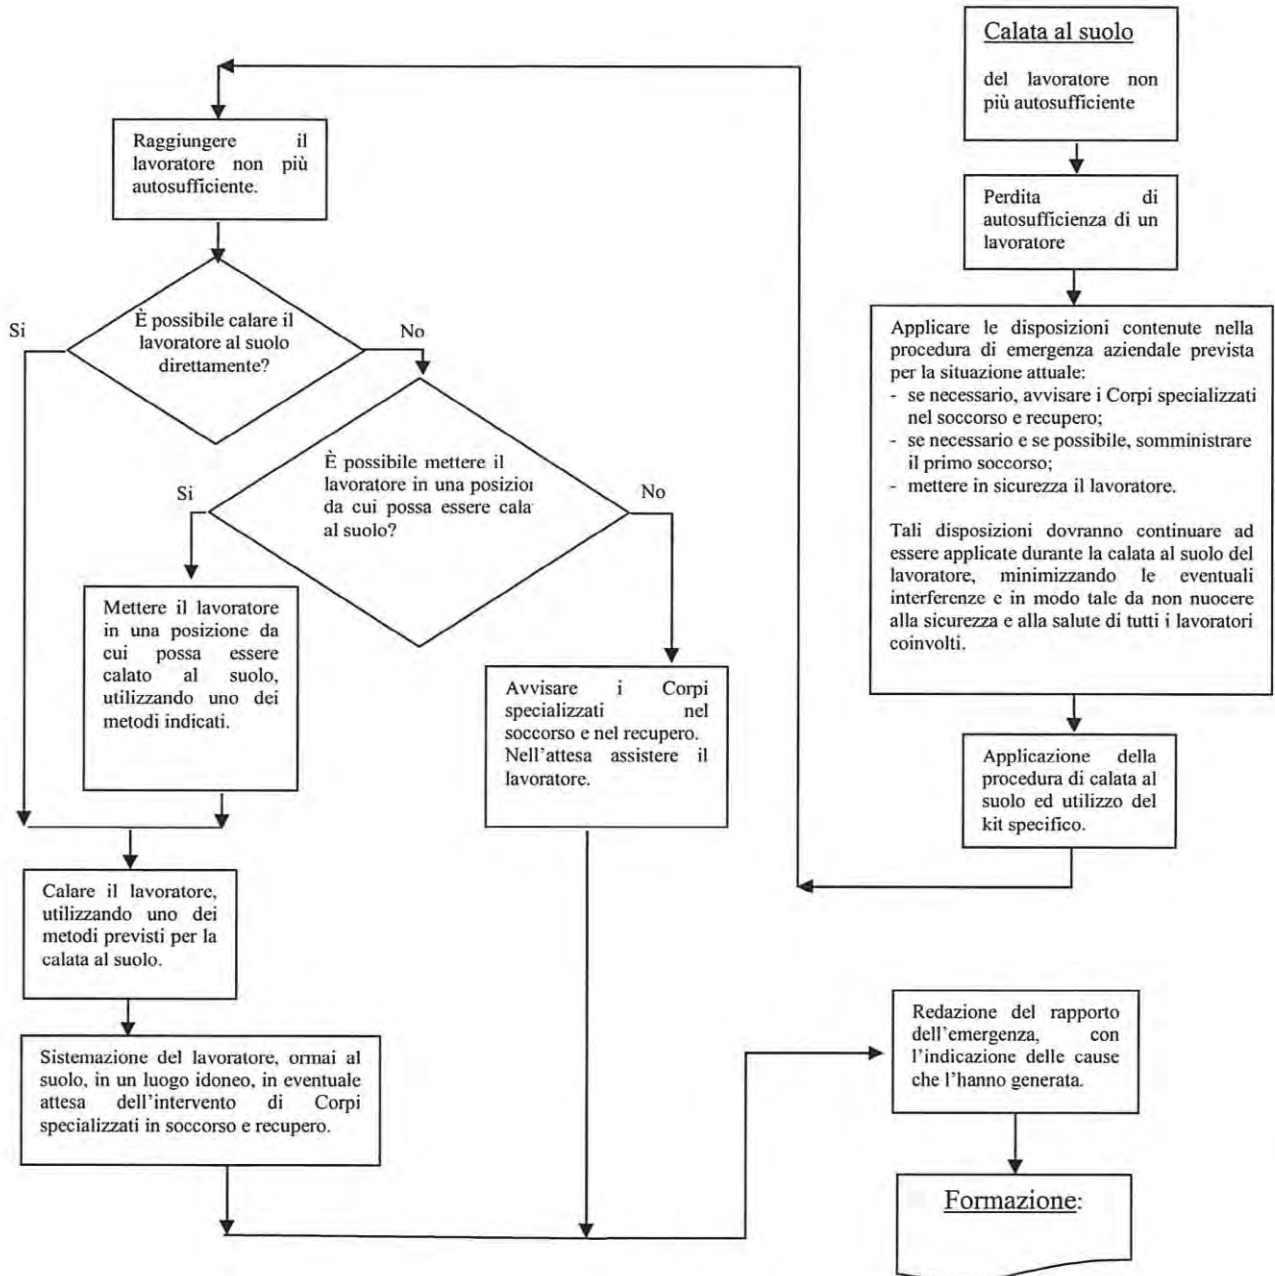 Calata al suolo
del lavoratore non
più autosufficiente
Perdita di
autosufficienza di un
lavoratore
Applicare le disposizioni contenute nella
procedura di emergenza aziendale prevista
per la situazione attuale:
- se necessario, avvisare i Corpi specializzati
nel soccorso e recupero;
- se necessario e se possibile, somministrare
il primo soccorso;
- mettere in sicurezza il lavoratore.
Tali disposizioni dovranno continuare ad
essere applicate durante la calata al suolo del
lavoratore, minimizzando le eventuali
interferenze e in modo tale da non nuocere
alla sicurezza e alla salute di tutti i lavoratori
coinvolti.
Applicazione della
procedura di calata al
suolo ed utilizzo del
kit specifico.
Raggiungere il
lavoratore non più
autosufficiente.
È possibile calare il
lavoratore al suolo
direttamente?
Si
No
È possibile mettere il
lavoratore in una posizion
da cui possa essere cala
al suolo?
Si
No
Mettere il lavoratore
in una posizione da
cui possa essere
calato al suolo,
utilizzando uno dei
metodi indicati.
Avvisare i Corpi
specializzati nel
soccorso e nel recupero.
Nell'attesa assistere il
lavoratore.
Calare il lavoratore,
utilizzando uno dei
metodi previsti per la
calata al suolo.
Sistemazione del lavoratore, ormai al
suolo, in un luogo idoneo, in eventuale
attesa dell'intervento di Corpi
specializzati in soccorso e recupero.
Redazione del rapporto
dell'emergenza, con
l'indicazione delle cause
che l'hanno generata.
Formazione: